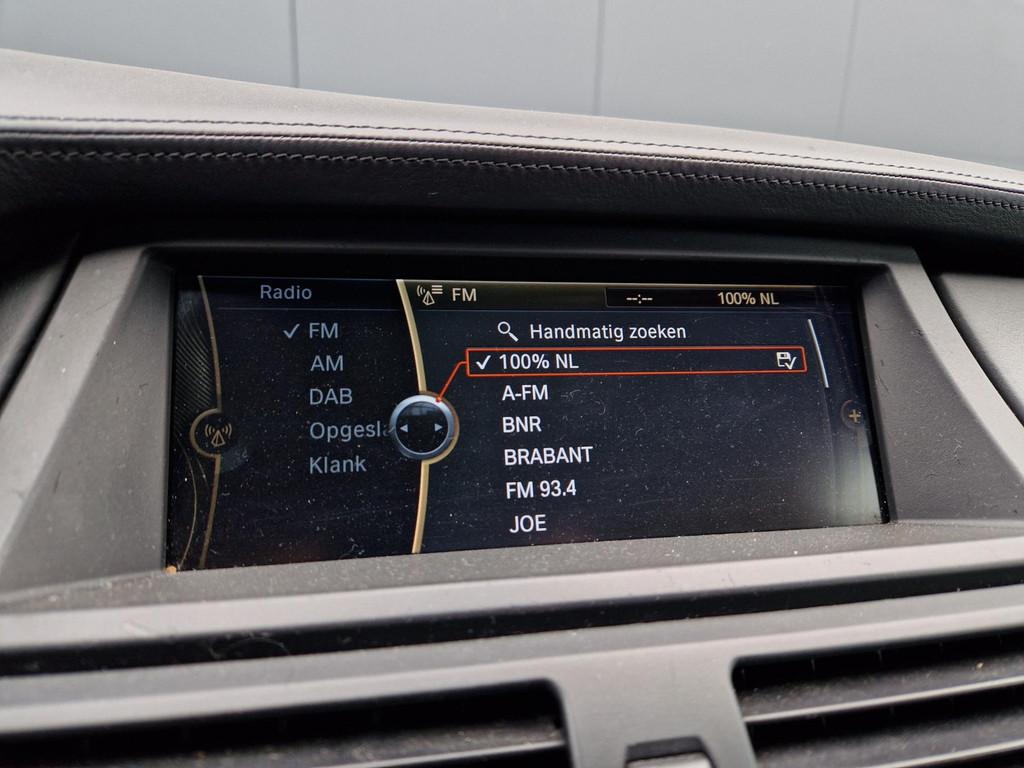 Radio
FM
AM
DAB
Opgesla
Klank
FM
--:--
100% NL
Handmatig zoeken
100% NL
A-FM
BNR
BRABANT
FM 93.4
JOE